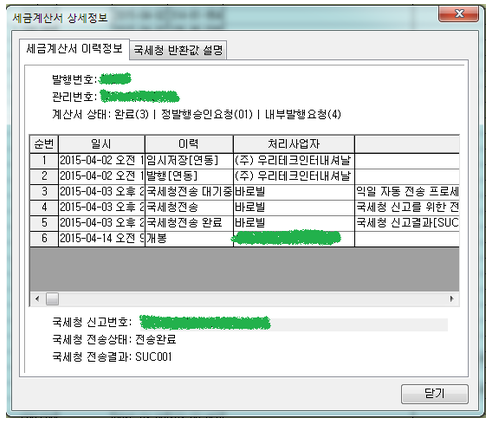 세금계산서 상세정보
세금계산서 이력정보 국세청 반환값 설명
발행번호:
관리번호:
계산서 상태: 완료(3) | 정발행승인요청(01) | 내부발행요청(4)
순번 일시 이력 처리사업자
1 2015-04-02 오전 1 임시저장[연동] (주) 우리테크인터내셔날
2 2015-04-02 오전 1 발행[연동] (주) 우리테크인터내셔날
3 2015-04-03 오후 2 국세청전송 대기중 바로빌 익일 자동 전송 프로세
4 2015-04-03 오후 2 국세청전송 바로빌 국세청 신고를 위한 전
5 2015-04-03 오후 2 국세청전송 완료 바로빌 국세청 신고결과[SUC
6 2015-04-14 오전 9 개봉
국세청 신고번호:
국세청 전송상태: 전송완료
국세청 전송결과: SUC001
닫기